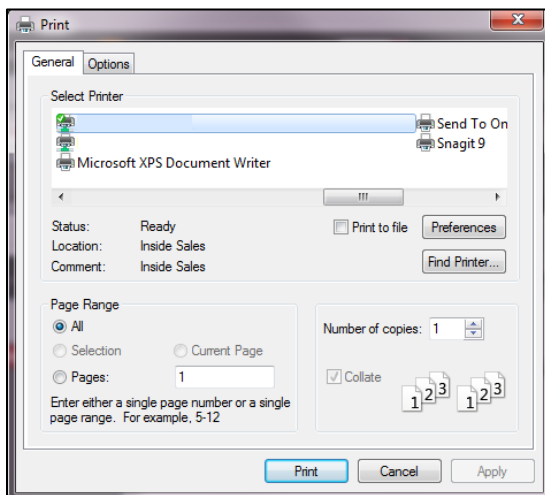 Print
General Options
Select Printer
Send To On
Snagit 9
Microsoft XPS Document Writer
Status: Ready
Print to file
Preferences
Location: Inside Sales
Comment: Inside Sales
Find Printer...
Page Range
All
Selection
Current Page
Pages: 1
Enter either a single page number or a single
page range. For example, 5-12
Number of copies: 1
Collate
1 2 3 1 2 3
Print Cancel Apply